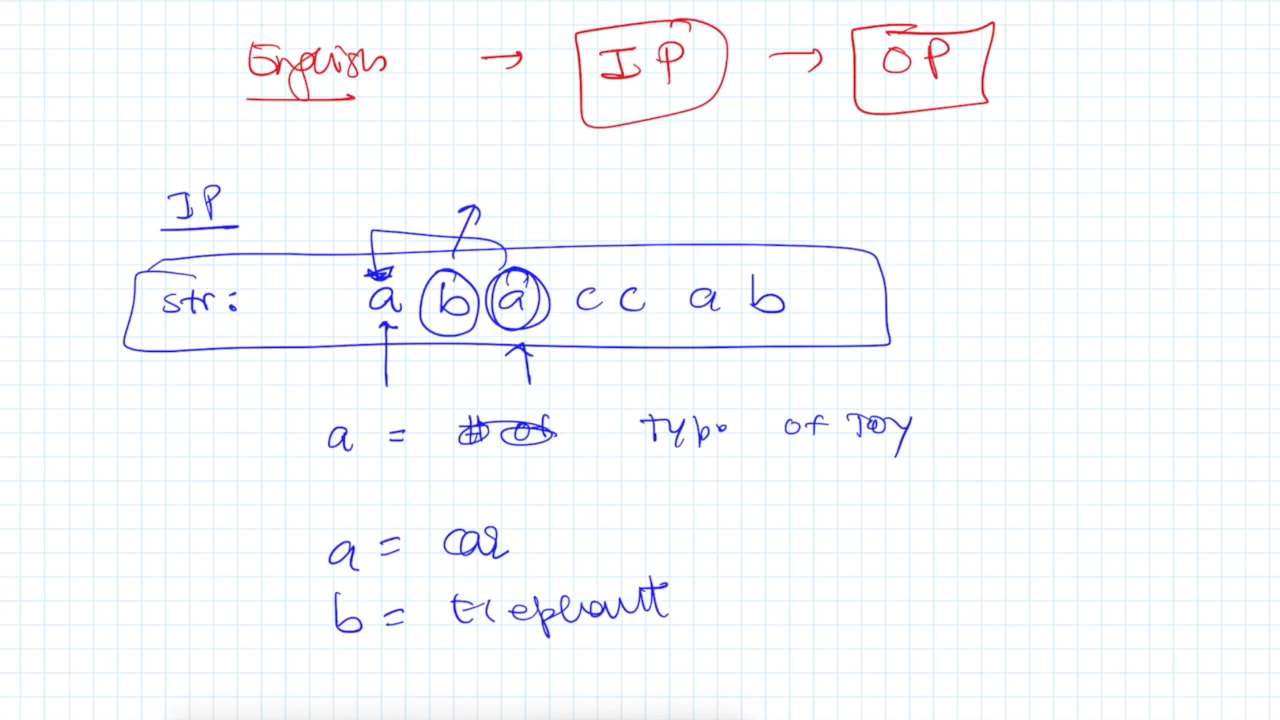 English → IP → OP
IP
str: a b a c c a b
a = type of Toy
a = car
b = Elephant